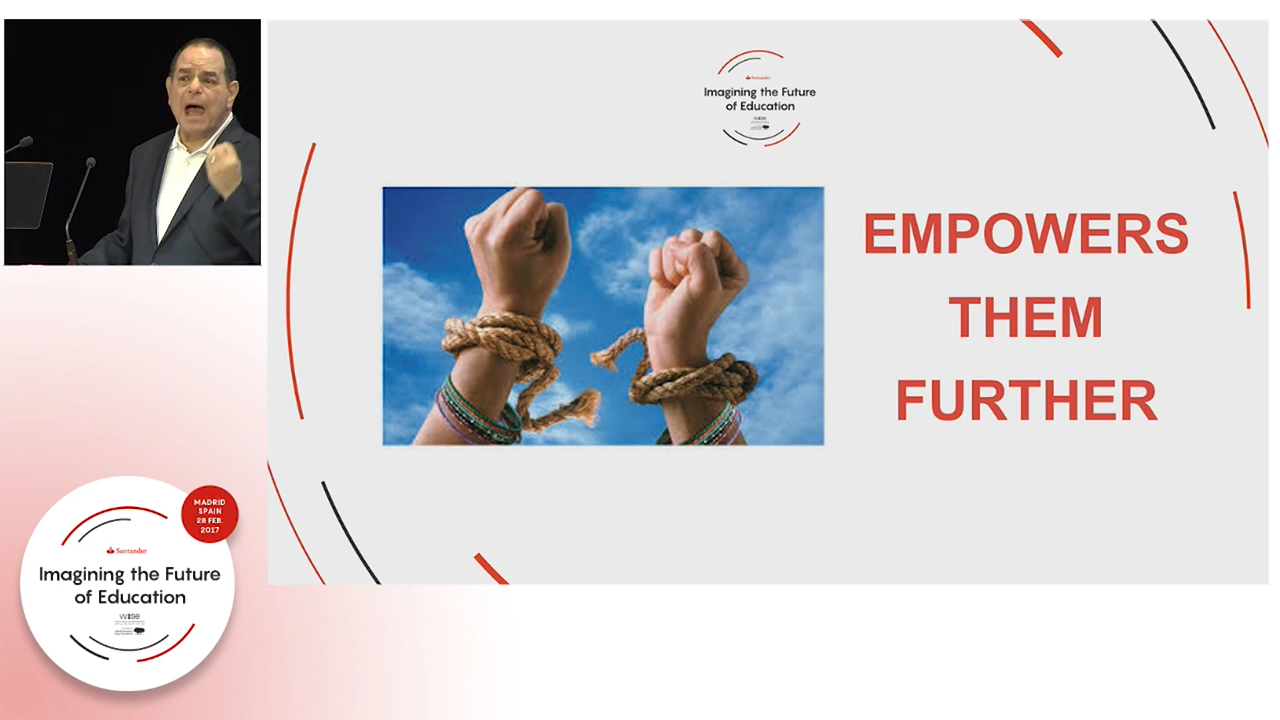 Santander
Imagining the Future
of Education
WISE
EMPOWERS
THEM
FURTHER
MADRID
SPAIN
28 FEB.
2017
Santander
Imagining the Future
of Education
WISE